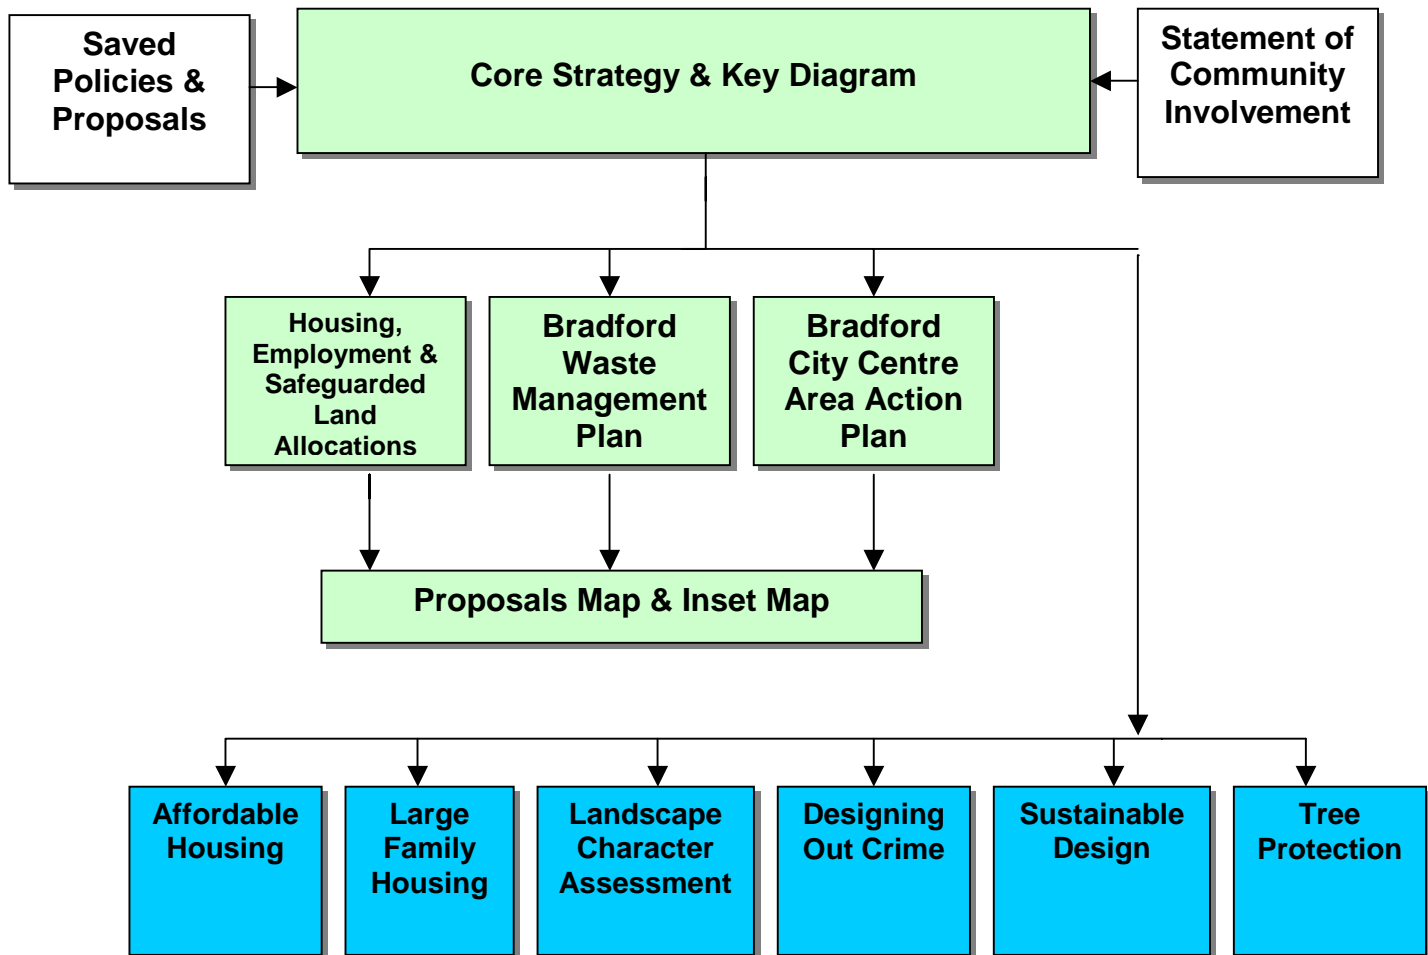 Saved
Policies &
Proposals
Core Strategy & Key Diagram
Statement of
Community
Involvement
Housing,
Employment &
Safeguarded
Land
Allocations
Bradford
Waste
Management
Plan
Bradford
City Centre
Area Action
Plan
Proposals Map & Inset Map
Affordable
Housing
Large
Family
Housing
Landscape
Character
Assessment
Designing
Out Crime
Sustainable
Design
Tree
Protection